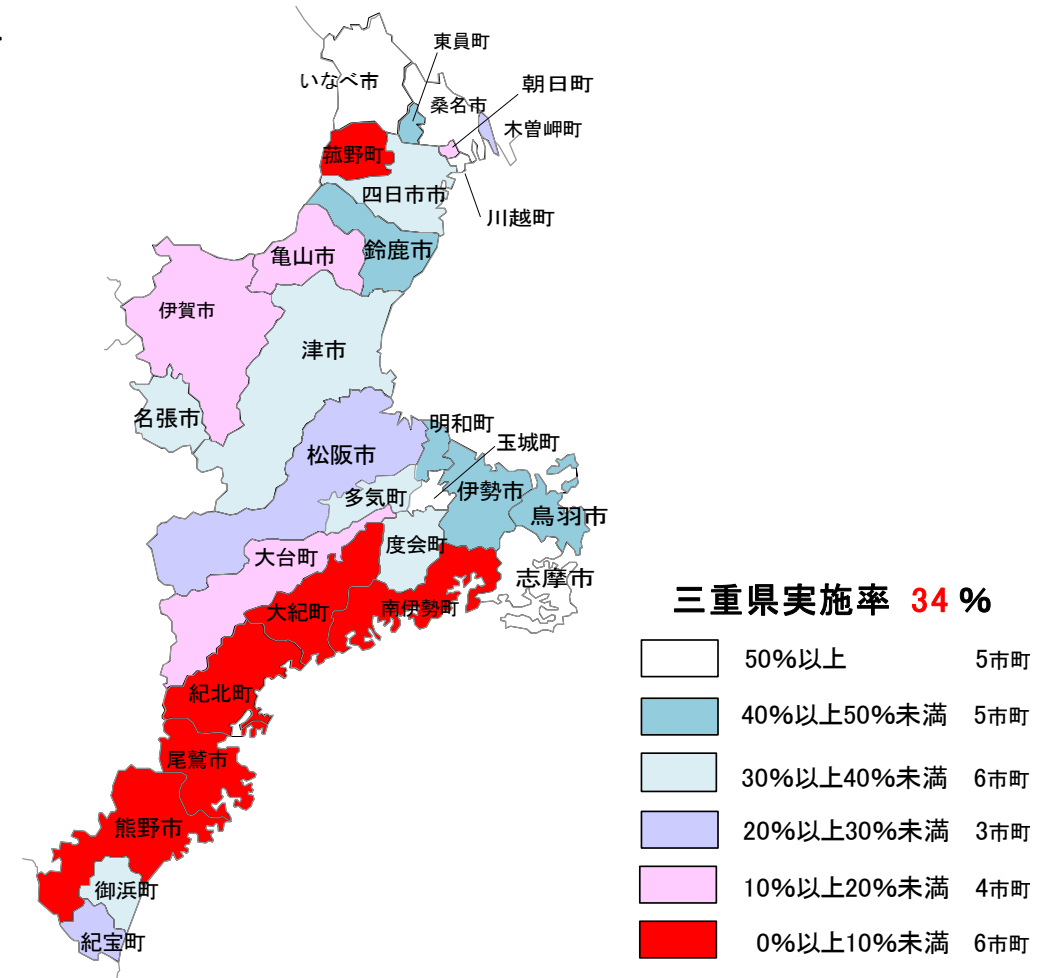 東員町
いなべ市
朝日町
桑名市
木曽岬町
菰野町
四日市市
川越町
亀山市
鈴鹿市
伊賀市
津市
名張市
明和町
玉城町
松阪市
多気町
伊勢市
鳥羽市
度会町
大台町
志摩市
大紀町
南伊勢町
紀北町
尾鷲市
熊野市
御浜町
紀宝町
三重県実施率 34 %
50%以上 5市町
40%以上50%未満 5市町
30%以上40%未満 6市町
20%以上30%未満 3市町
10%以上20%未満 4市町
0%以上10%未満 6市町